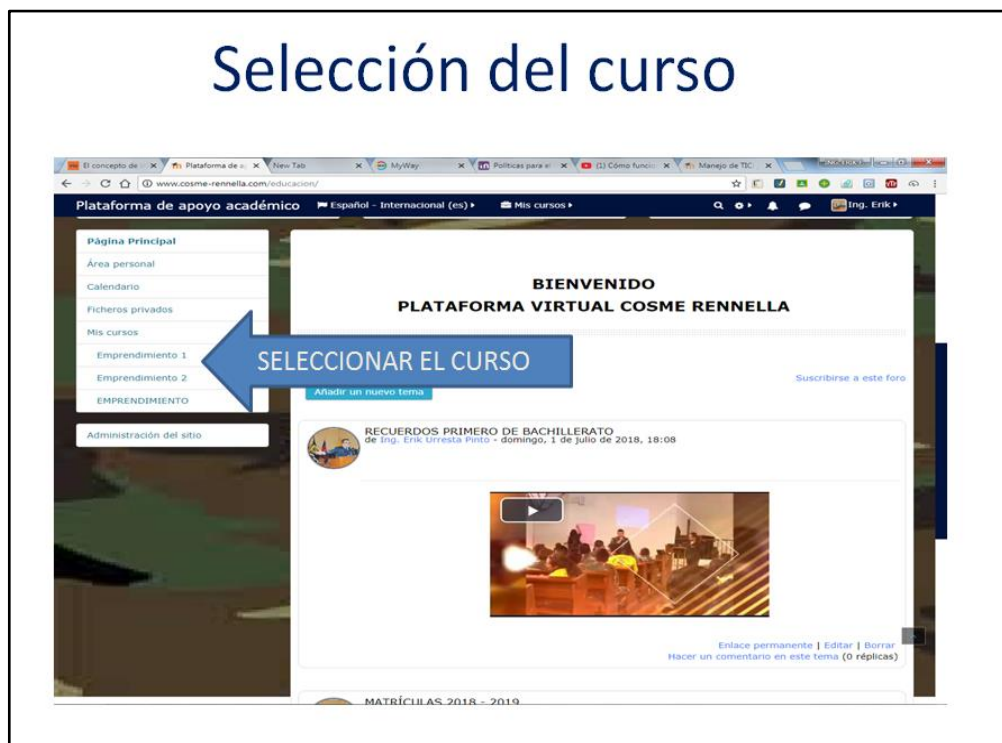 Selección del curso
El concepto de
Plataforma de a
New Tab
MyWay
Políticas para el
(1) Cómo funcio
Manejo de TIC
www.cosme-rennella.com/educacion/
Plataforma de apoyo académico Español - Internacional (es) Mis cursos Ing. Erik
Página Principal
Área personal
Calendario
Ficheros privados
Mis cursos
Emprendimiento 1
Emprendimiento 2
EMPRENDIMIENTO
Administración del sitio
SELECCIONAR EL CURSO
BIENVENIDO
PLATAFORMA VIRTUAL COSME RENNELLA
Suscribirse a este foro
Añadir un nuevo tema
RECUERDOS PRIMERO DE BACHILLERATO
de Ing. Erik Urresta Pinto - domingo, 1 de julio de 2018, 18:08
Enlace permanente | Editar | Borrar
Hacer un comentario en este tema (0 réplicas)
MATRÍCULAS 2018 - 2019